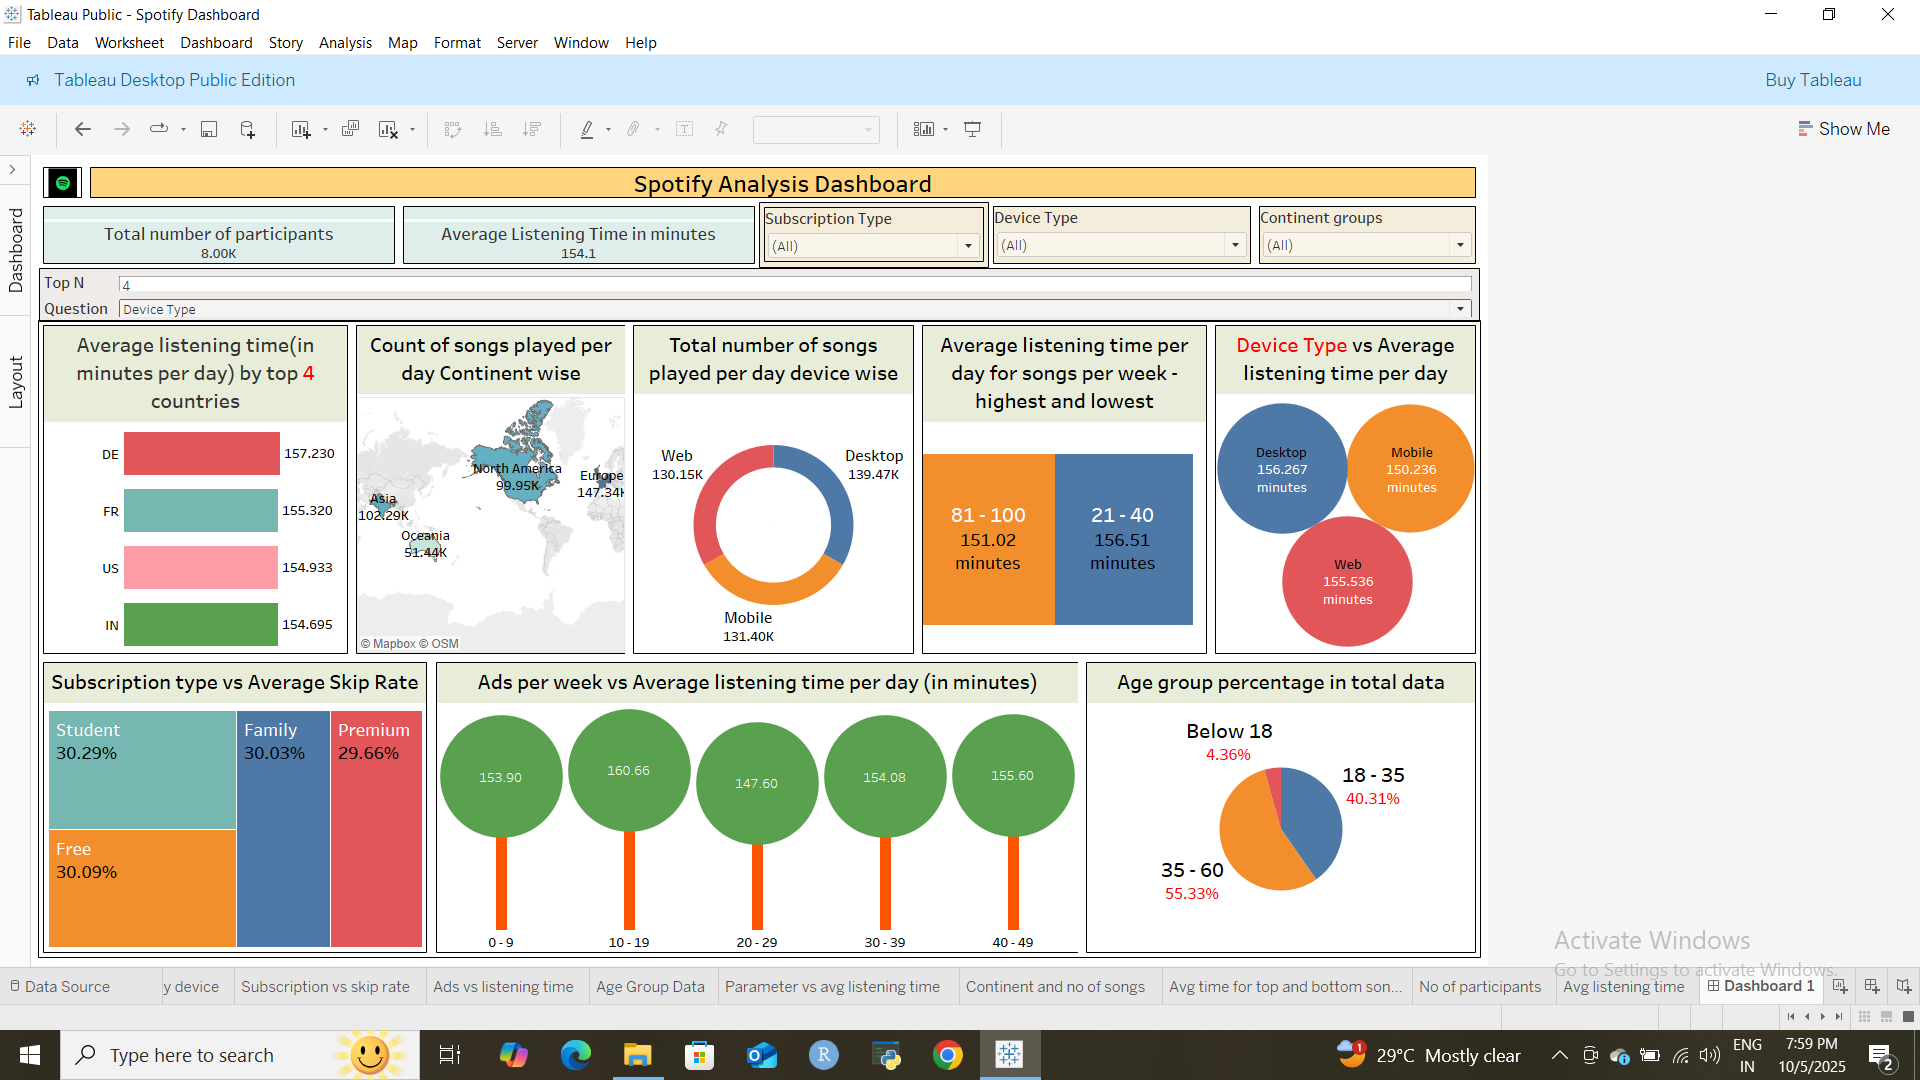 Tableau Public - Spotify Dashboard
File Data Worksheet Dashboard Story Analysis Map Format Server Window Help
Tableau Desktop Public Edition
Buy Tableau
Show Me
Dashboard
Layout
Spotify Analysis Dashboard
Total number of participants
8.00K
Average Listening Time in minutes
154.1
Subscription Type
(All)
Device Type
(All)
Continent groups
(All)
Top N
4
Question
Device Type
Average listening time(in
minutes per day) by top 4
countries
DE 157.230
FR 155.320
US 154.933
IN 154.695
Count of songs played per
day Continent wise
North America
99.95K
Europe
147.34K
Asia
102.29K
Oceania
51.44K
© Mapbox © OSM
Total number of songs
played per day device wise
Web
130.15K
Desktop
139.47K
Mobile
131.40K
Average listening time per
day for songs per week -
highest and lowest
81 - 100
151.02
minutes
21 - 40
156.51
minutes
Device Type vs Average
listening time per day
Desktop
156.267
minutes
Mobile
150.236
minutes
Web
155.536
minutes
Subscription type vs Average Skip Rate
Student
30.29%
Family
30.03%
Premium
29.66%
Free
30.09%
Ads per week vs Average listening time per day (in minutes)
153.90
160.66
147.60
154.08
155.60
0 - 9
10 - 19
20 - 29
30 - 39
40 - 49
Age group percentage in total data
Below 18
4.36%
18 - 35
40.31%
35 - 60
55.33%
Activate Windows
Go to Settings to activate Windows.
Data Source
y device
Subscription vs skip rate
Ads vs listening time
Age Group Data
Parameter vs avg listening time
Continent and no of songs
Avg time for top and bottom son...
No of participants
Avg listening time
Dashboard 1
Type here to search
1
29°C Mostly clear
ENG
IN
7:59 PM
10/5/2025
2